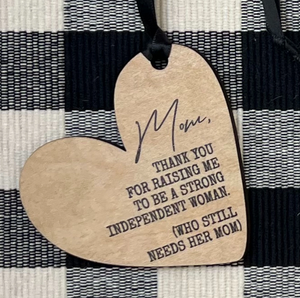 Mom,
THANK YOU
FOR RAISING ME
TO BE A STRONG
INDEPENDENT WOMAN.
(WHO STILL
NEEDS HER MOM)